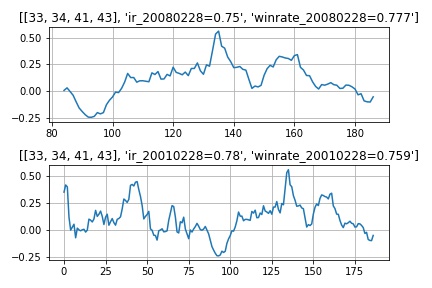 [[33, 34, 41, 43], 'ir_20080228=0.75', 'winrate_20080228=0.777']
0.50
0.25
0.00
−0.25
80 100 120 140 160 180
[[33, 34, 41, 43], 'ir_20010228=0.78', 'winrate_20010228=0.759']
0.50
0.25
0.00
−0.25
0 25 50 75 100 125 150 175